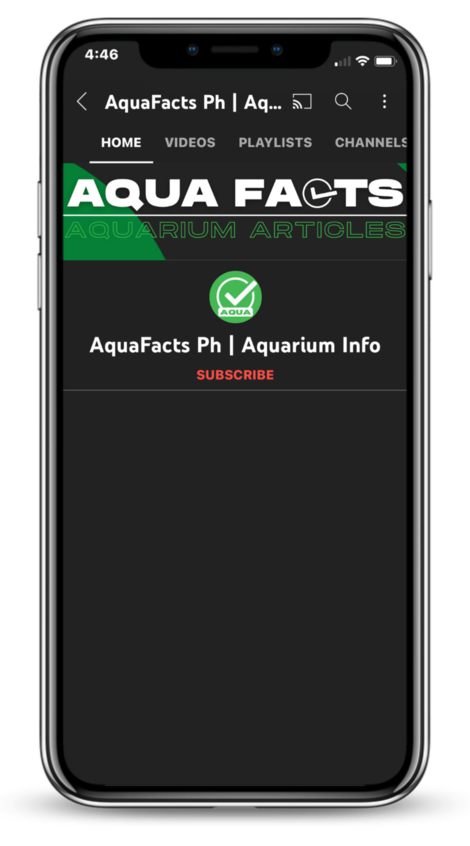 4:46
AquaFacts Ph | Aq...
HOME VIDEOS PLAYLISTS CHANNELS
AQUA FACTS
AQUARIUM ARTICLES
AQUA
AquaFacts Ph | Aquarium Info
SUBSCRIBE